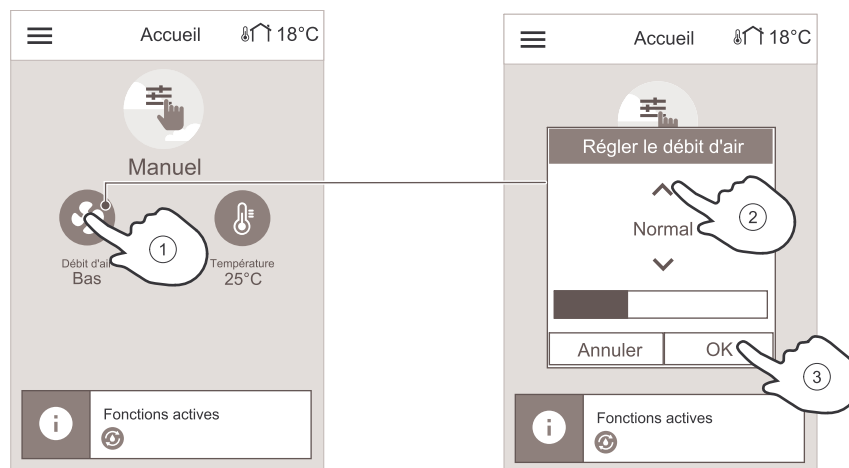 Accueil 18°C
Manuel
Débit d'air
Bas
Température
25°C
1
Fonctions actives
i
Accueil 18°C
Régler le débit d'air
Normal
2
Annuler OK
3
Fonctions actives
i